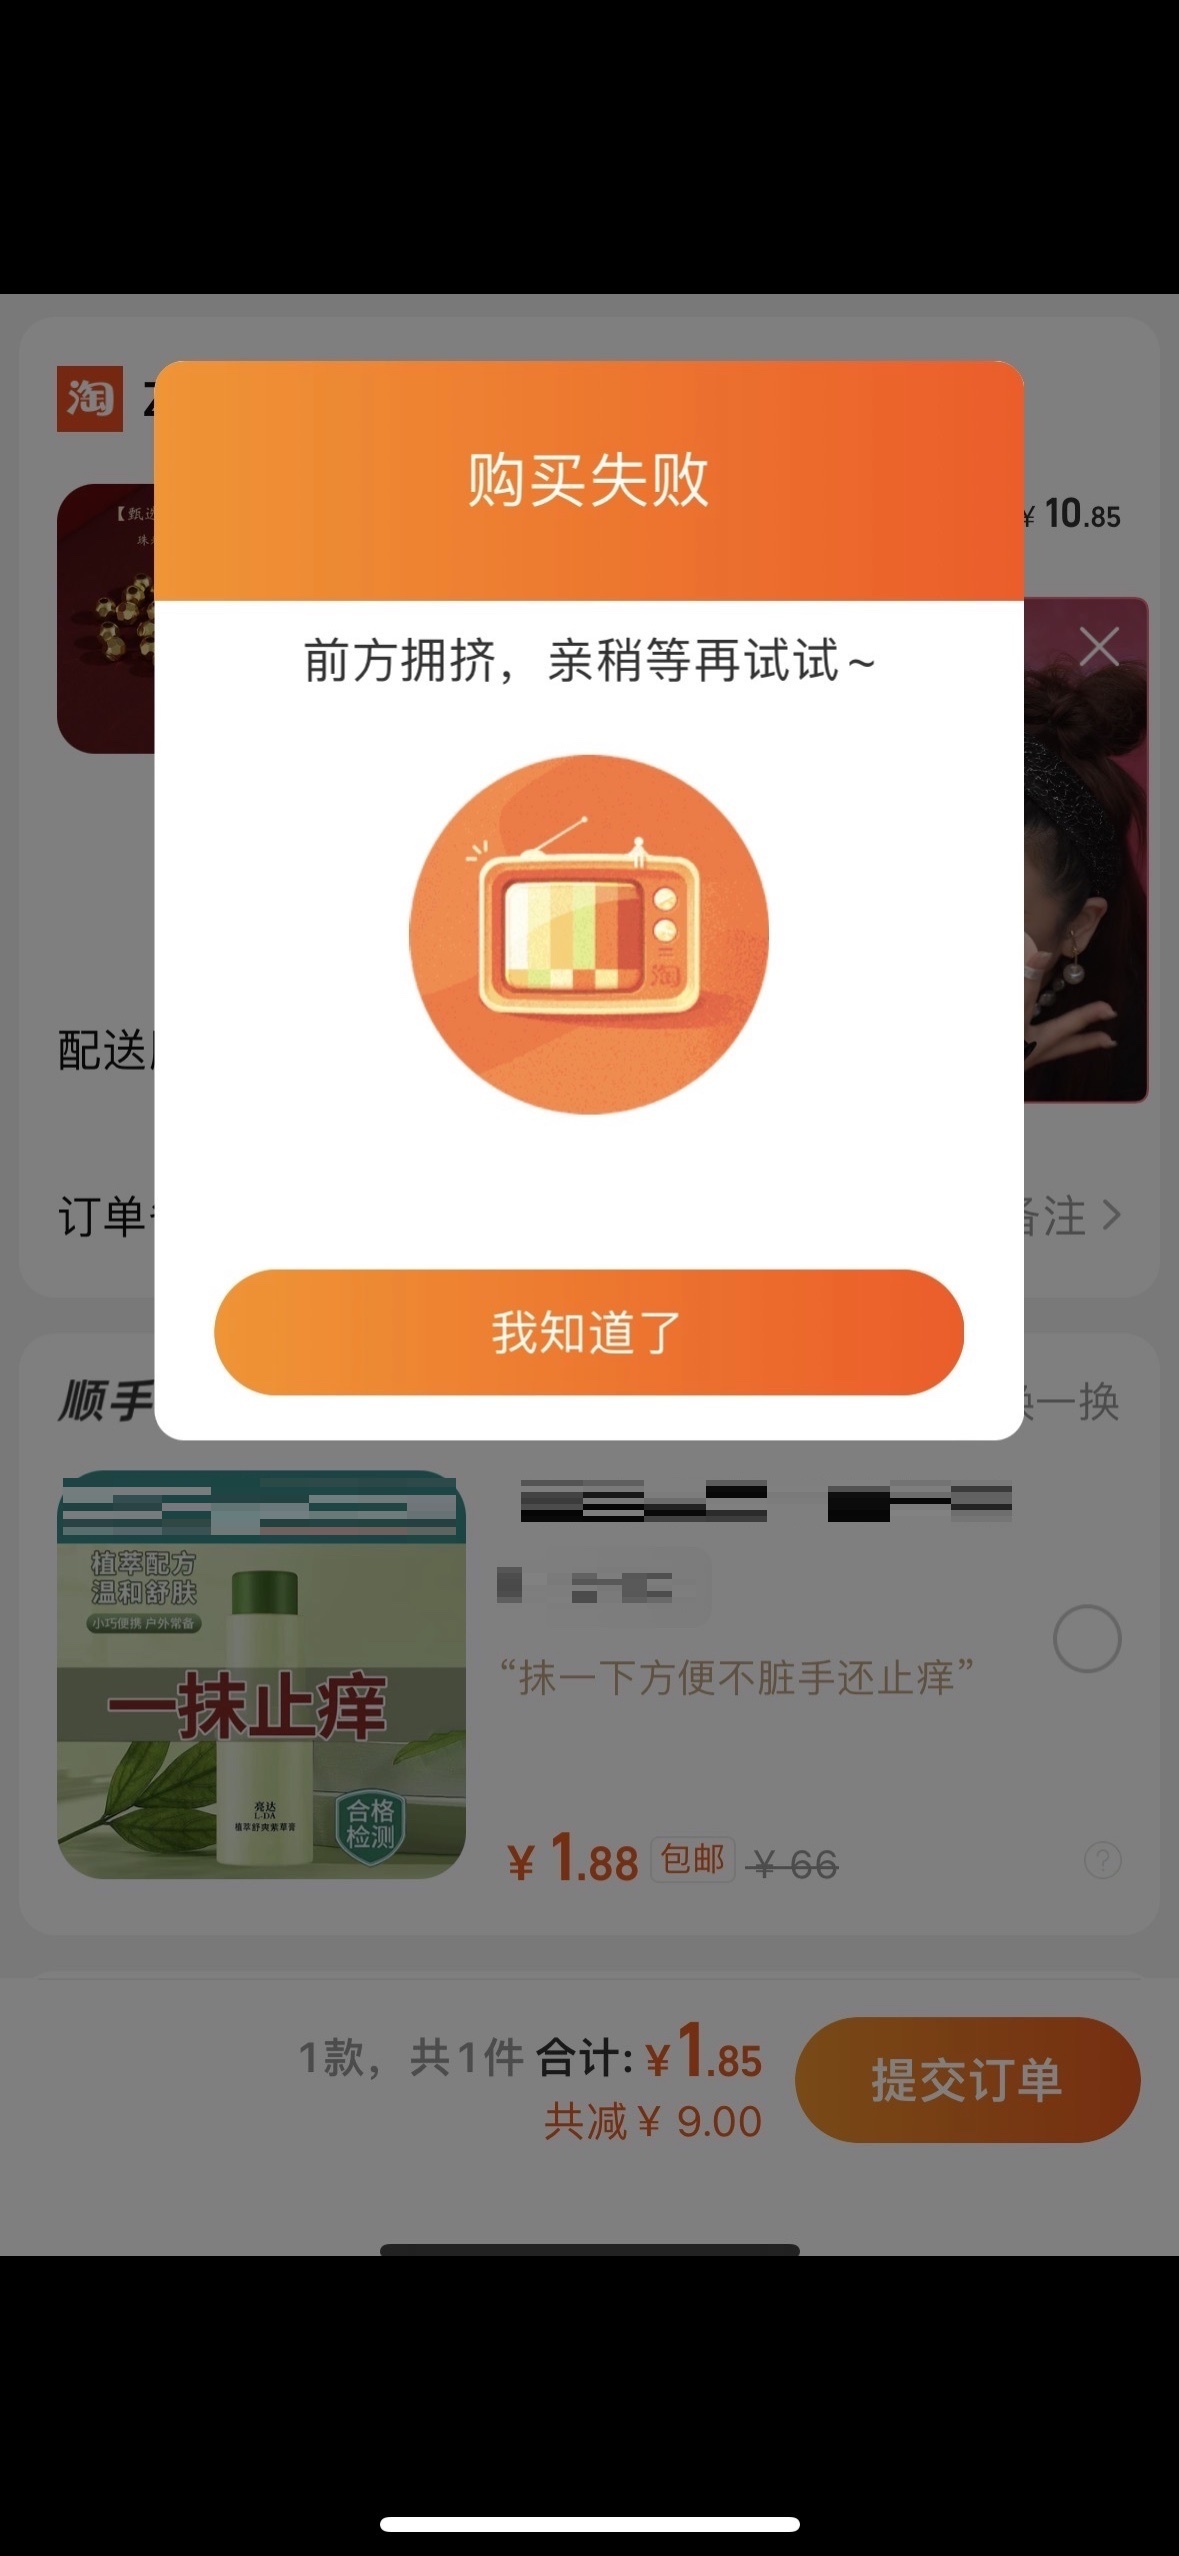 淘
购买失败
【甄选
珠
¥ 10.85
前方拥挤，亲稍等再试试~
淘
配送
订单
备注 >
我知道了
顺手
换一换
植萃配方
温和舒肤
小巧便携 户外常备
一抹止痒
亮达
L-DA
植萃舒爽紫草膏
合格
检测
“抹一下方便不脏手还止痒”
¥ 1.88 包邮 ¥ 66
?
1款，共1件 合计: ¥1.85
共减 ¥ 9.00
提交订单